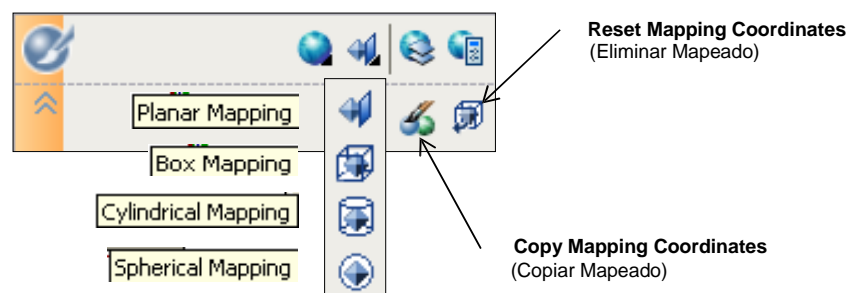 Reset Mapping Coordinates
(Eliminar Mapeado)
Planar Mapping
Box Mapping
Cylindrical Mapping
Spherical Mapping
Copy Mapping Coordinates
(Copiar Mapeado)